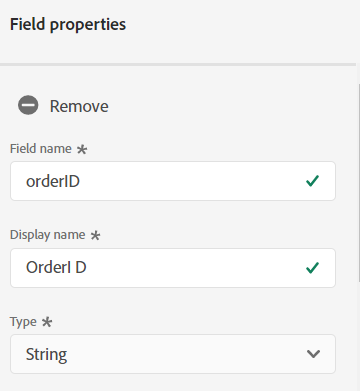 Field properties
Remove
Field name *
orderID
Display name *
OrderI D
Type *
String